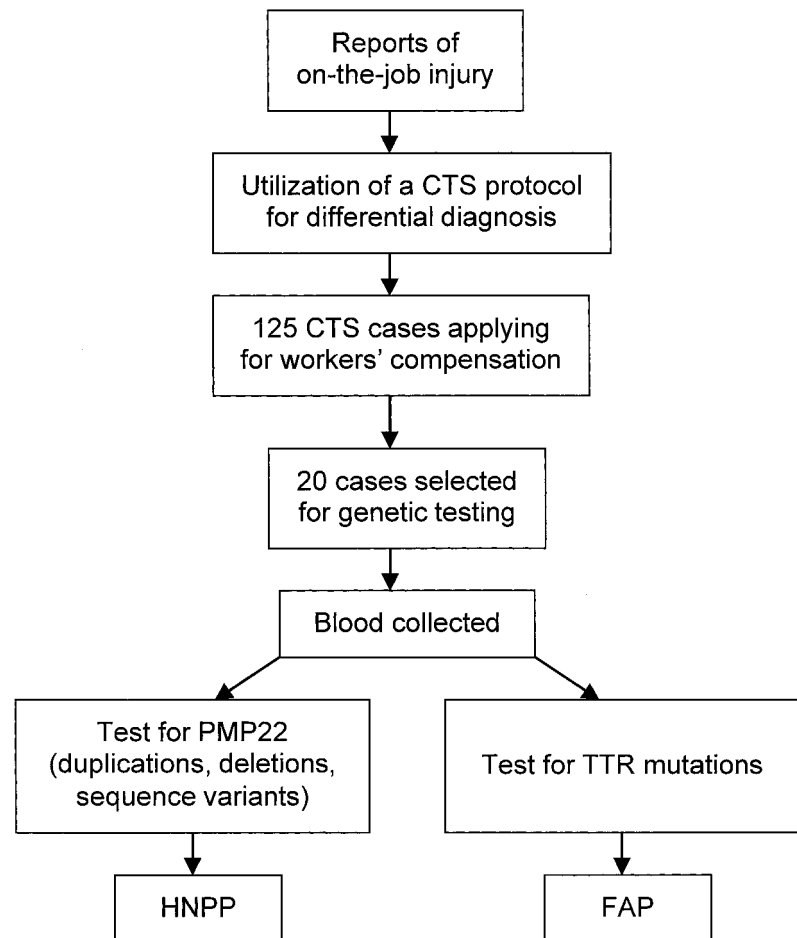 Reports of
on-the-job injury
Utilization of a CTS protocol
for differential diagnosis
125 CTS cases applying
for workers' compensation
20 cases selected
for genetic testing
Blood collected
Test for PMP22
(duplications, deletions,
sequence variants)
Test for TTR mutations
HNPP
FAP